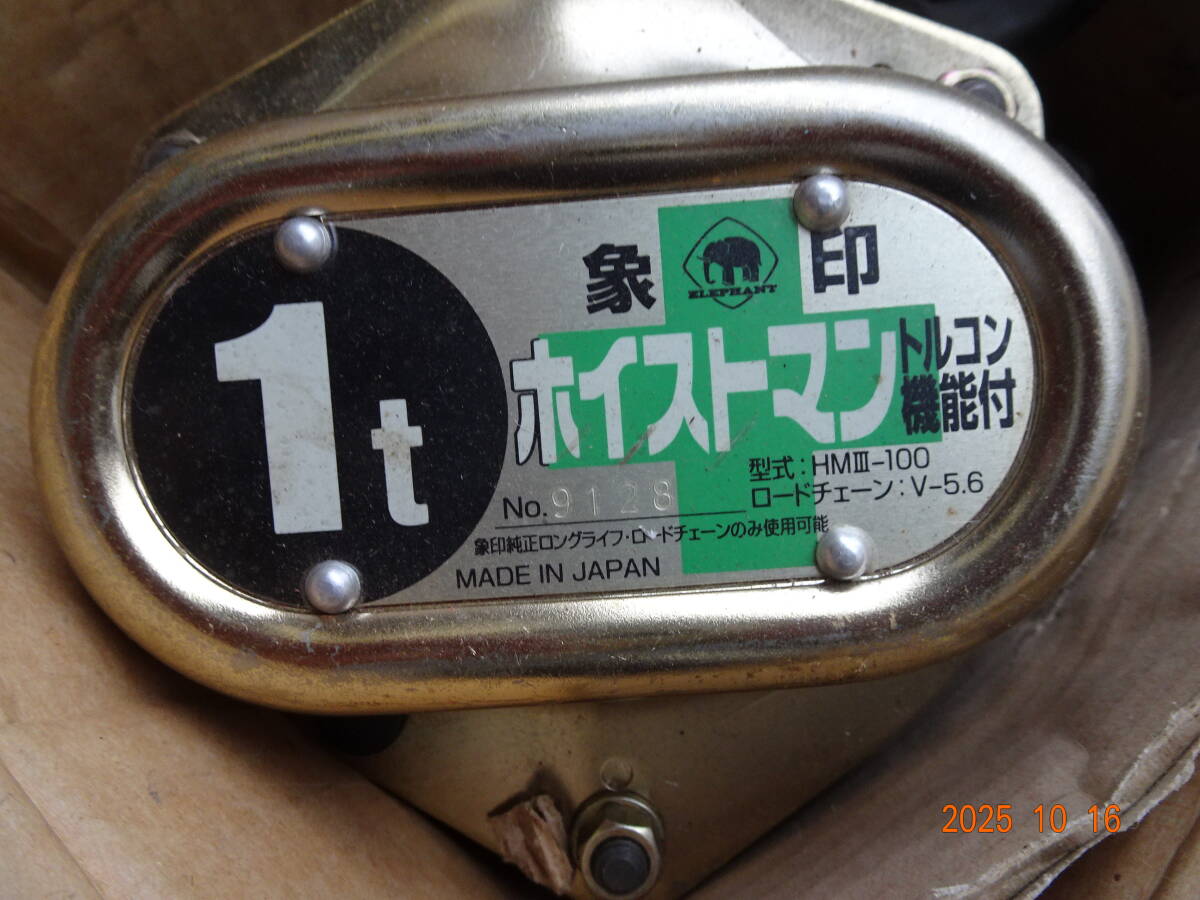 1t
象印
ELEPHANT
ホイストマン
トルコン
機能付
型式：HMⅢ-100
ロードチェーン：V-5.6
No. 9128
象印純正ロングライフ・ロードチェーンのみ使用可能
MADE IN JAPAN
2025 10 16